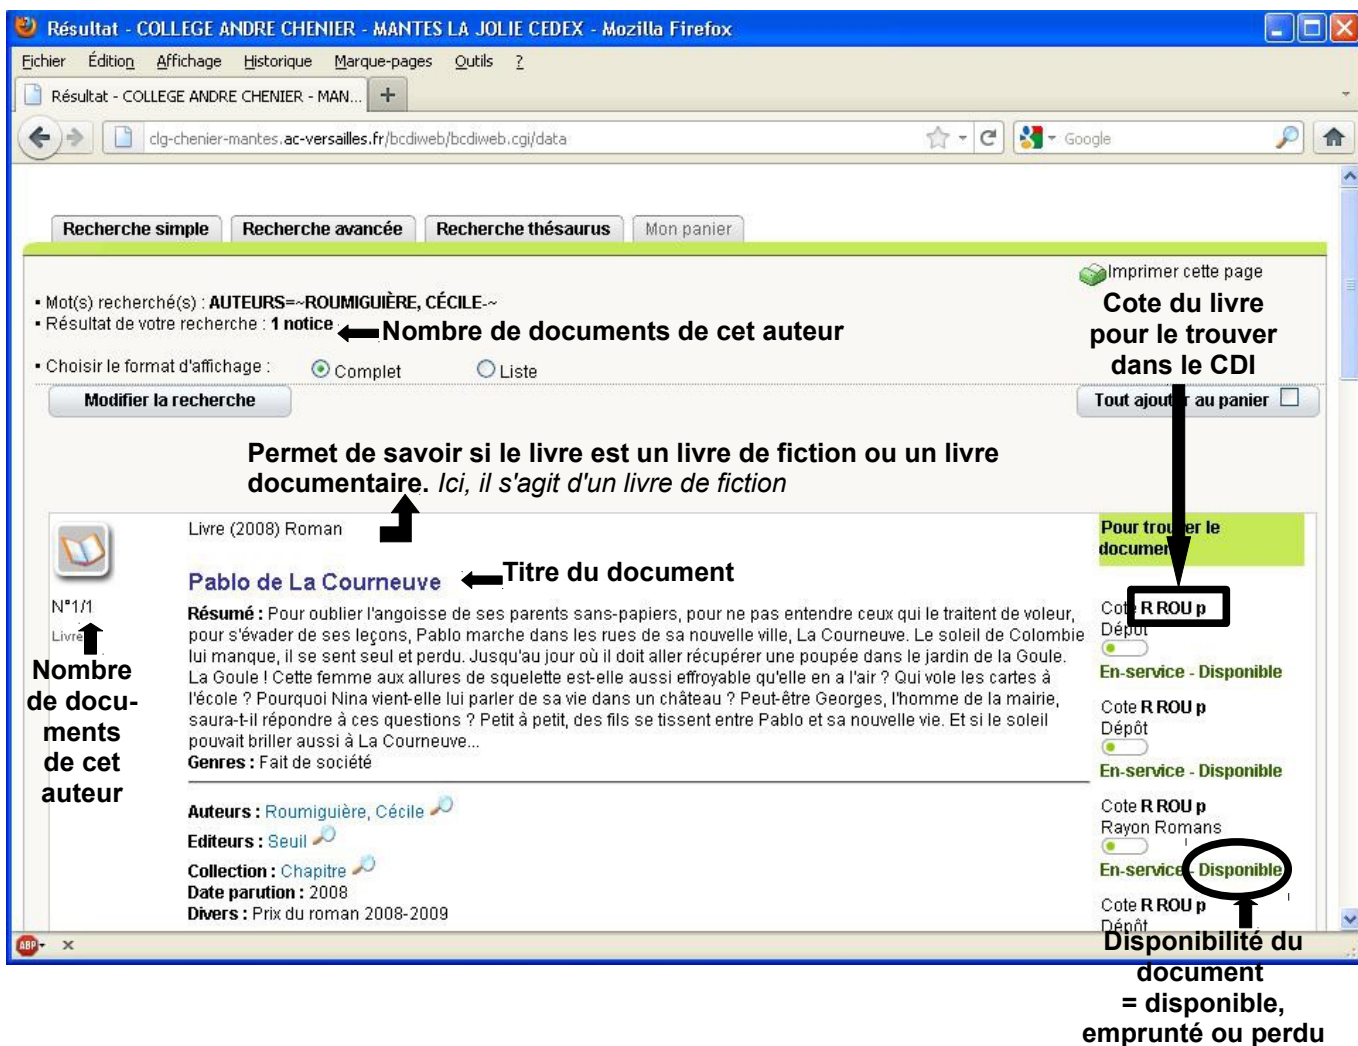 Résultat - COLLEGE ANDRE CHENIER - MANTES LA JOLIE CEDEX - Mozilla Firefox
Fichier Édition Affichage Historique Marque-pages Outils ?
Résultat - COLLEGE ANDRE CHENIER - MAN... +
clg-chenier-mantes.ac-versailles.fr/bcdiweb/bcdiweb.cgi/data
Google
Recherche simple
Recherche avancée
Recherche thésaurus
Mon panier
Imprimer cette page
▪ Mot(s) recherché(s) : AUTEURS=~ROUMIGUIÈRE, CÉCILE-~
▪ Résultat de votre recherche : 1 notice
Nombre de documents de cet auteur
Cote du livre
pour le trouver
dans le CDI
▪ Choisir le format d'affichage :
Complet
Liste
Modifier la recherche
Tout ajouter au panier
Permet de savoir si le livre est un livre de fiction ou un livre
documentaire. Ici, il s'agit d'un livre de fiction
Livre (2008) Roman
Pablo de La Courneuve
Titre du document
N°1/1
Livre
Nombre
de docu-
ments
de cet
auteur
Résumé : Pour oublier l'angoisse de ses parents sans-papiers, pour ne pas entendre ceux qui le traitent de voleur,
pour s'évader de ses leçons, Pablo marche dans les rues de sa nouvelle ville, La Courneuve. Le soleil de Colombie
lui manque, il se sent seul et perdu. Jusqu'au jour où il doit aller récupérer une poupée dans le jardin de la Goule.
La Goule ! Cette femme aux allures de squelette est-elle aussi effroyable qu'elle en a l'air ? Qui vole les cartes à
l'école ? Pourquoi Nina vient-elle lui parler de sa vie dans un château ? Peut-être Georges, l'homme de la mairie,
saura-t-il répondre à ces questions ? Petit à petit, des fils se tissent entre Pablo et sa nouvelle vie. Et si le soleil
pouvait briller aussi à La Courneuve...
Genres : Fait de société
Auteurs : Roumiguière, Cécile
Editeurs : Seuil
Collection : Chapitre
Date parution : 2008
Divers : Prix du roman 2008-2009
Pour trouver le
document
Cote R ROU p
Dépôt
En-service - Disponible
Cote R ROU p
Dépôt
En-service - Disponible
Cote R ROU p
Rayon Romans
En-service - Disponible
Cote R ROU p
Dépôt
ABP
x
Disponibilité du
document
= disponible,
emprunté ou perdu